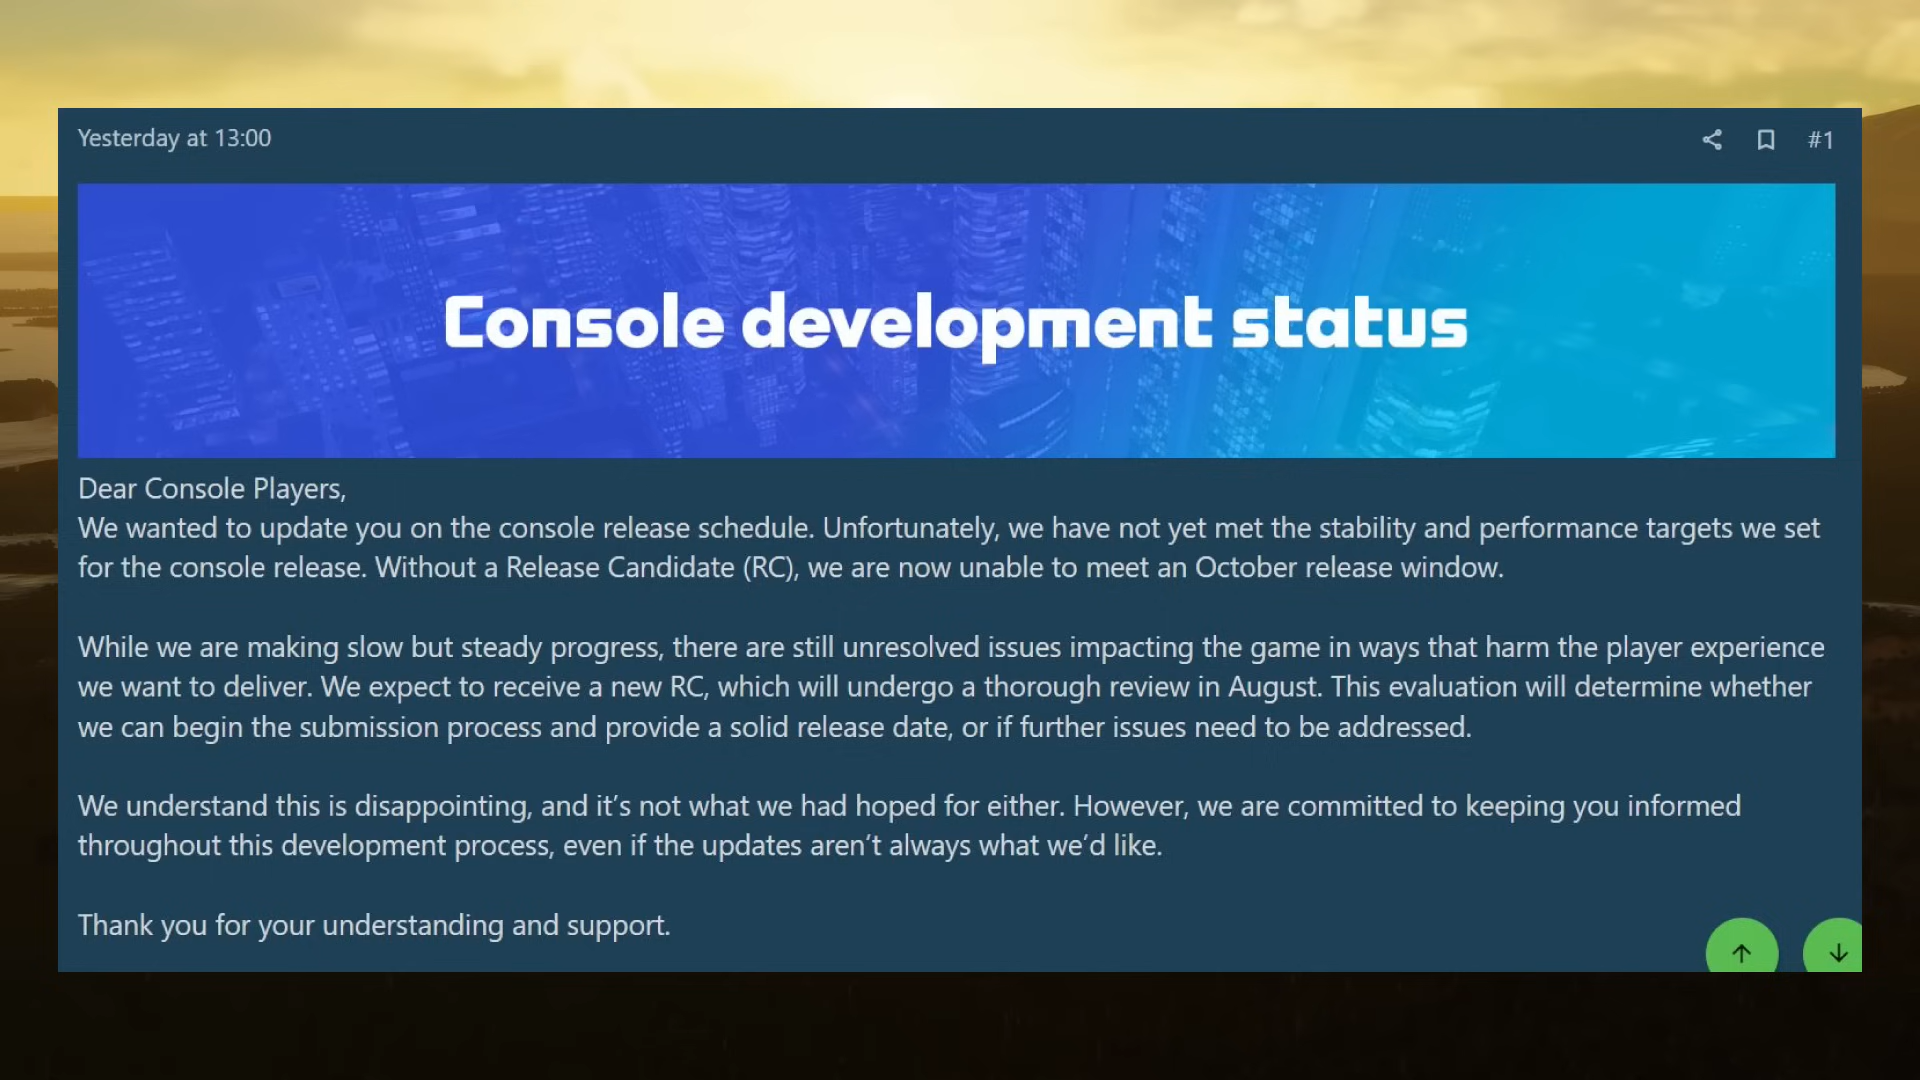 Yesterday at 13:00
#1
Console development status
Dear Console Players,
We wanted to update you on the console release schedule. Unfortunately, we have not yet met the stability and performance targets we set
for the console release. Without a Release Candidate (RC), we are now unable to meet an October release window.
While we are making slow but steady progress, there are still unresolved issues impacting the game in ways that harm the player experience
we want to deliver. We expect to receive a new RC, which will undergo a thorough review in August. This evaluation will determine whether
we can begin the submission process and provide a solid release date, or if further issues need to be addressed.
We understand this is disappointing, and it’s not what we had hoped for either. However, we are committed to keeping you informed
throughout this development process, even if the updates aren’t always what we’d like.
Thank you for your understanding and support.